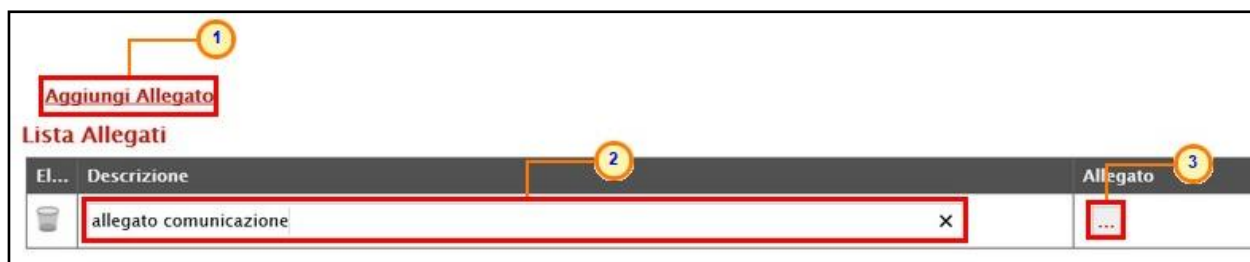 1
Aggiungi Allegato
Lista Allegati
2
3
El... Descrizione Allegato
allegato comunicazione × ...